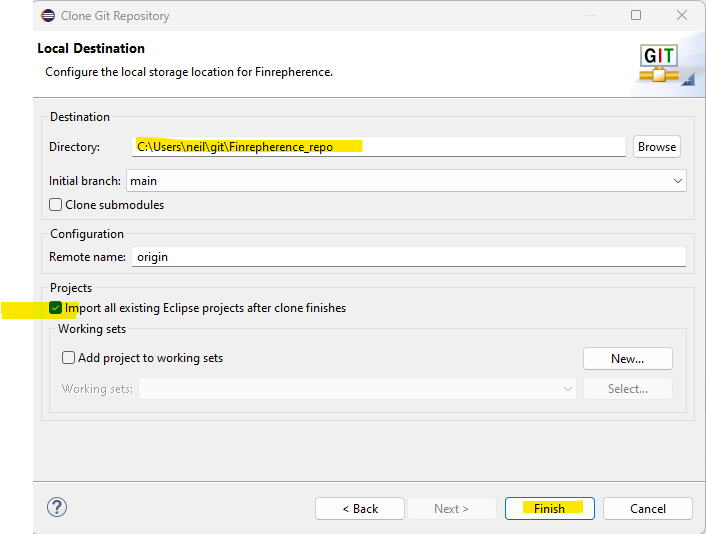 Clone Git Repository
Local Destination
Configure the local storage location for Finrepherence.
GIT
Destination
Directory: C:\Users\neil\git\Finrepherence_repo Browse
Initial branch: main
Clone submodules
Configuration
Remote name: origin
Projects
Import all existing Eclipse projects after clone finishes
Working sets
Add project to working sets New...
Working sets: Select...
? < Back Next > Finish Cancel